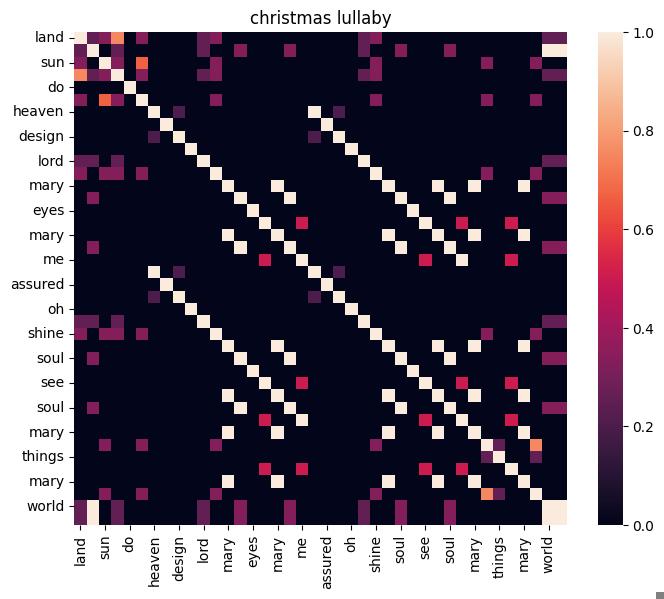 christmas lullaby
land
sun
do
heaven
design
lord
mary
eyes
mary
me
assured
oh
shine
soul
see
soul
mary
things
mary
world
1.0
0.8
0.6
0.4
0.2
0.0
land
sun
do
heaven
design
lord
mary
eyes
mary
me
assured
oh
shine
soul
see
soul
mary
things
mary
world